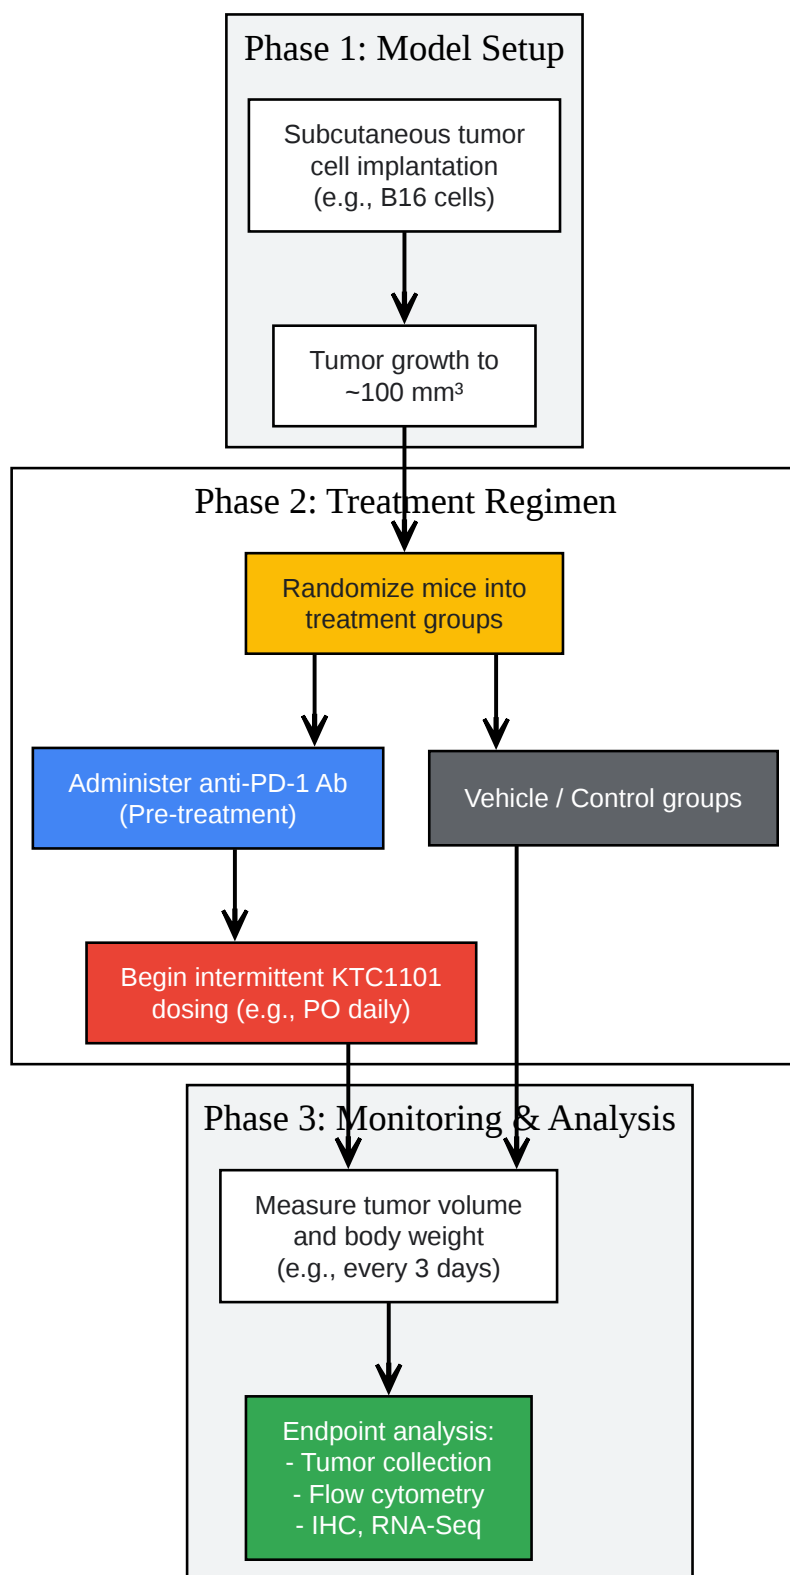 Phase 1: Model Setup
Subcutaneous tumor
cell implantation
(e.g., B16 cells)
Tumor growth to
~100 mm³
Phase 2: Treatment Regimen
Randomize mice into
treatment groups
Administer anti-PD-1 Ab
(Pre-treatment)
Vehicle / Control groups
Begin intermittent KTC1101
dosing (e.g., PO daily)
Phase 3: Monitoring & Analysis
Measure tumor volume
and body weight
(e.g., every 3 days)
Endpoint analysis:
- Tumor collection
- Flow cytometry
- IHC, RNA-Seq